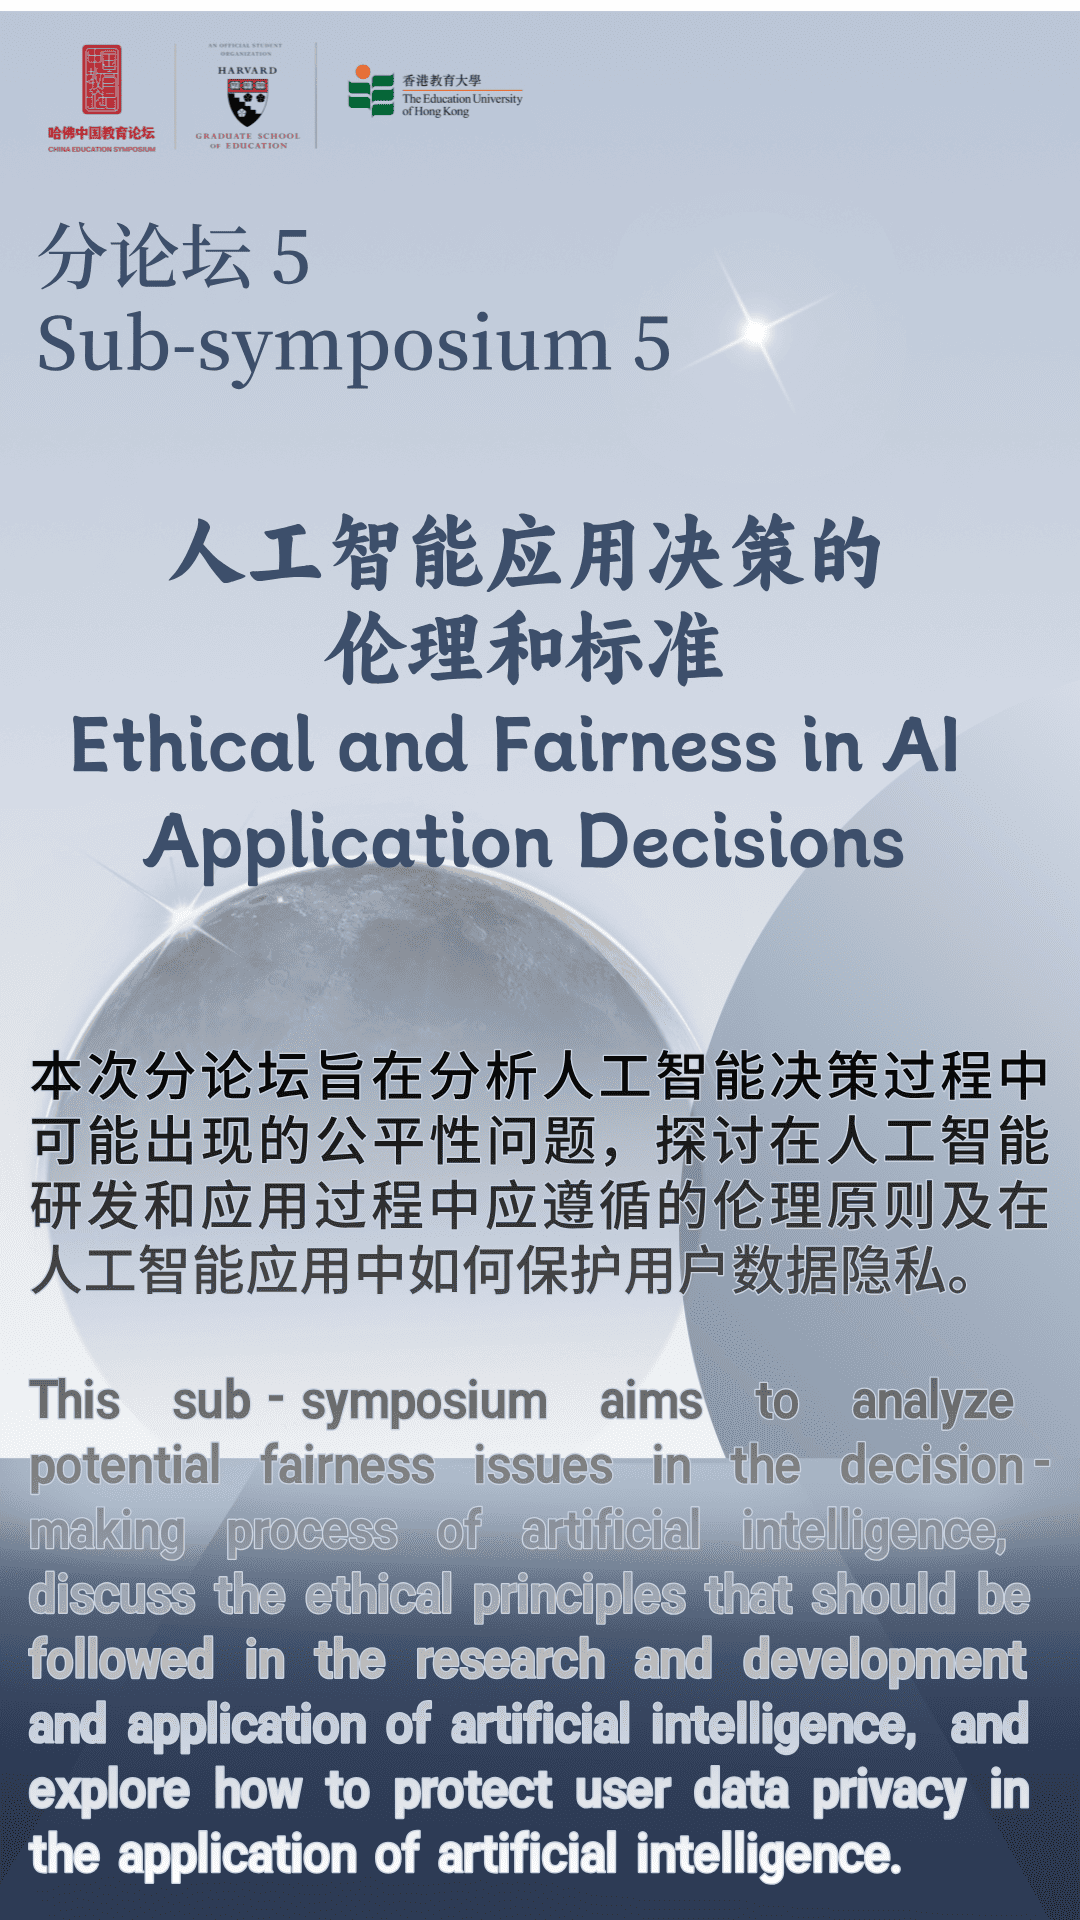 哈佛中国教育论坛
CHINA EDUCATION SYMPOSIUM
AN OFFICIAL STUDENT
ORGANIZATION
HARVARD
GRADUATE SCHOOL
OF EDUCATION
香港教育大學
The Education University
of Hong Kong
分论坛 5
Sub-symposium 5
人工智能应用决策的
伦理和标准
Ethical and Fairness in AI
Application Decisions
本次分论坛旨在分析人工智能决策过程中
可能出现的公平性问题，探讨在人工智能
研发和应用过程中应遵循的伦理原则及在
人工智能应用中如何保护用户数据隐私。
This sub - symposium aims to analyze
potential fairness issues in the decision -
making process of artificial intelligence,
discuss the ethical principles that should be
followed in the research and development
and application of artificial intelligence, and
explore how to protect user data privacy in
the application of artificial intelligence.